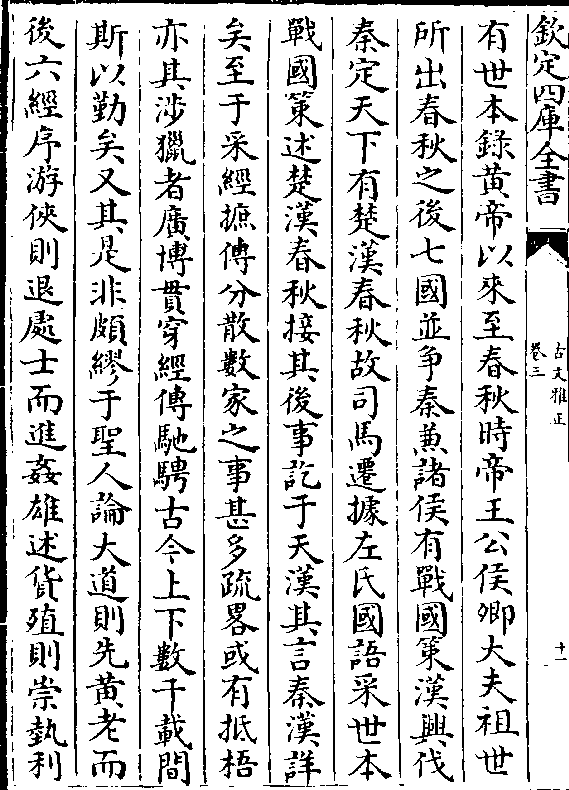 欽定四庫全書
古文雅正
卷三
十一
有世本錄黄帝以來至春秋時帝王公侯卿大夫祖世
所出春秋之後七國並争秦兼諸侯有戰國策漢興伐
秦定天下有楚漢春秋故司馬遷據左氏國語采世本
戰國策述楚漢春秋接其後事訖于天漢其言秦漢詳
矣至于采經摭傳分散數家之事甚多疏畧或有抵梧
亦其涉獵者廣博貫穿經傳馳騁古今上下數千載間
斯以勤矣又其是非頗繆于聖人論大道則先黄老而
後六經序游俠則退處士而進姦雄述貨殖則崇埶利